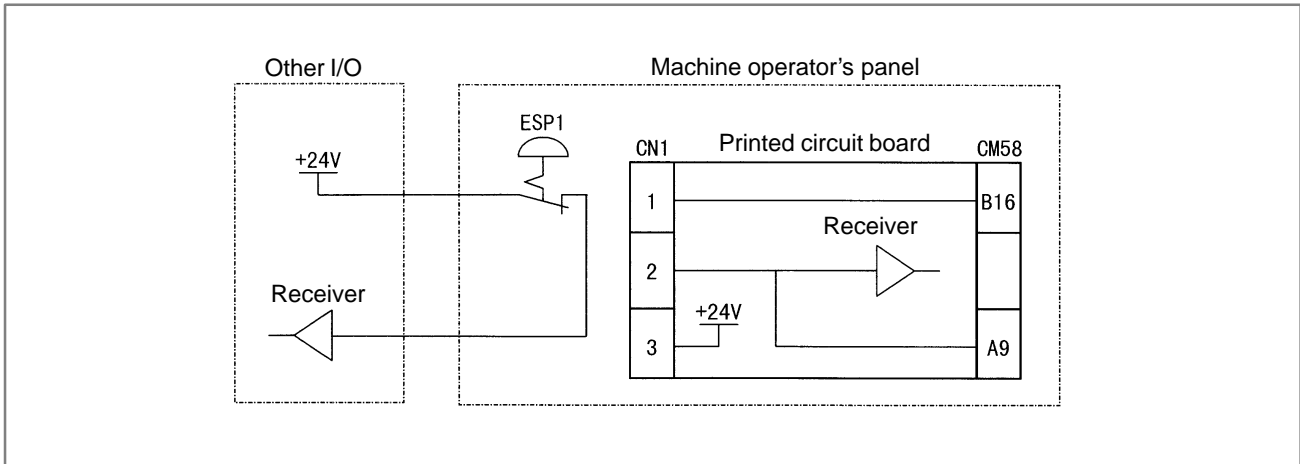 Other I/O
Machine operator’s panel
ESP1
+24V
CN1
Printed circuit board
CM58
1
B16
Receiver
2
Receiver
+24V
3
A9